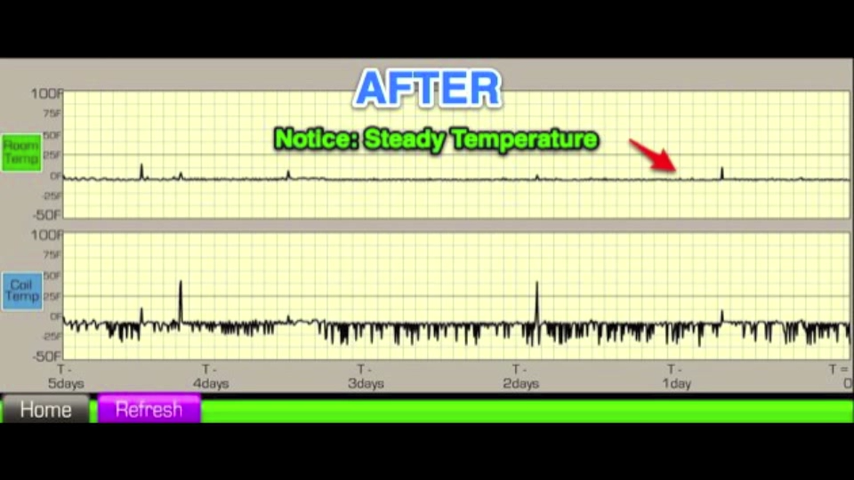 AFTER
Notice: Steady Temperature
100F
75F
50F
25F
0F
-25F
-50F
Room
Temp
100F
75F
50F
25F
0F
-25F
-50F
Coil
Temp
T - T - T - T - T - T =
5days 4days 3days 2days 1day 0
Home Refresh